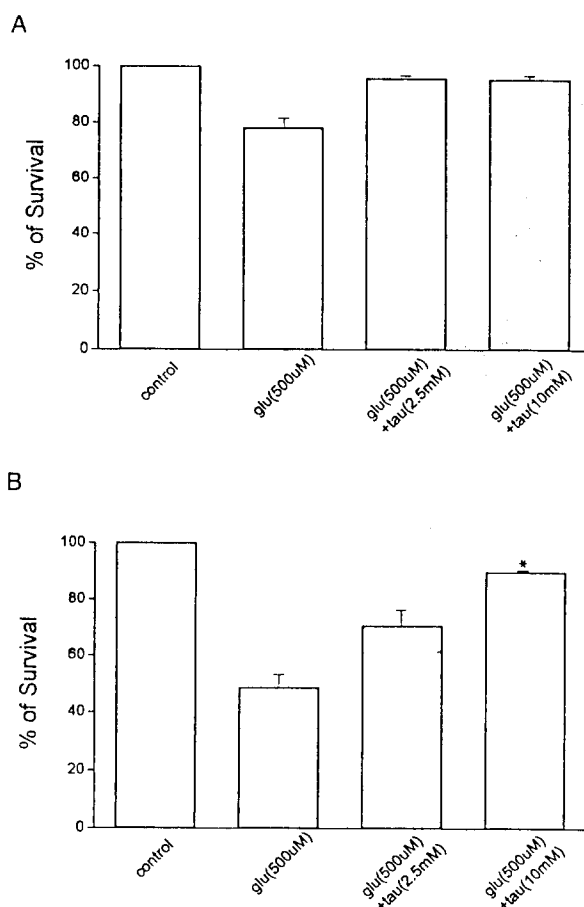 A
100
80
60
40
20
0
% of Survival
control
glu(500uM)
glu(500uM)
+tau(2.5mM)
glu(500uM)
+tau(10mM)
B
*
100
80
60
40
20
0
% of Survival
control
glu(500uM)
glu(500uM)
+tau(2.5mM)
glu(500uM)
+tau(10mM)